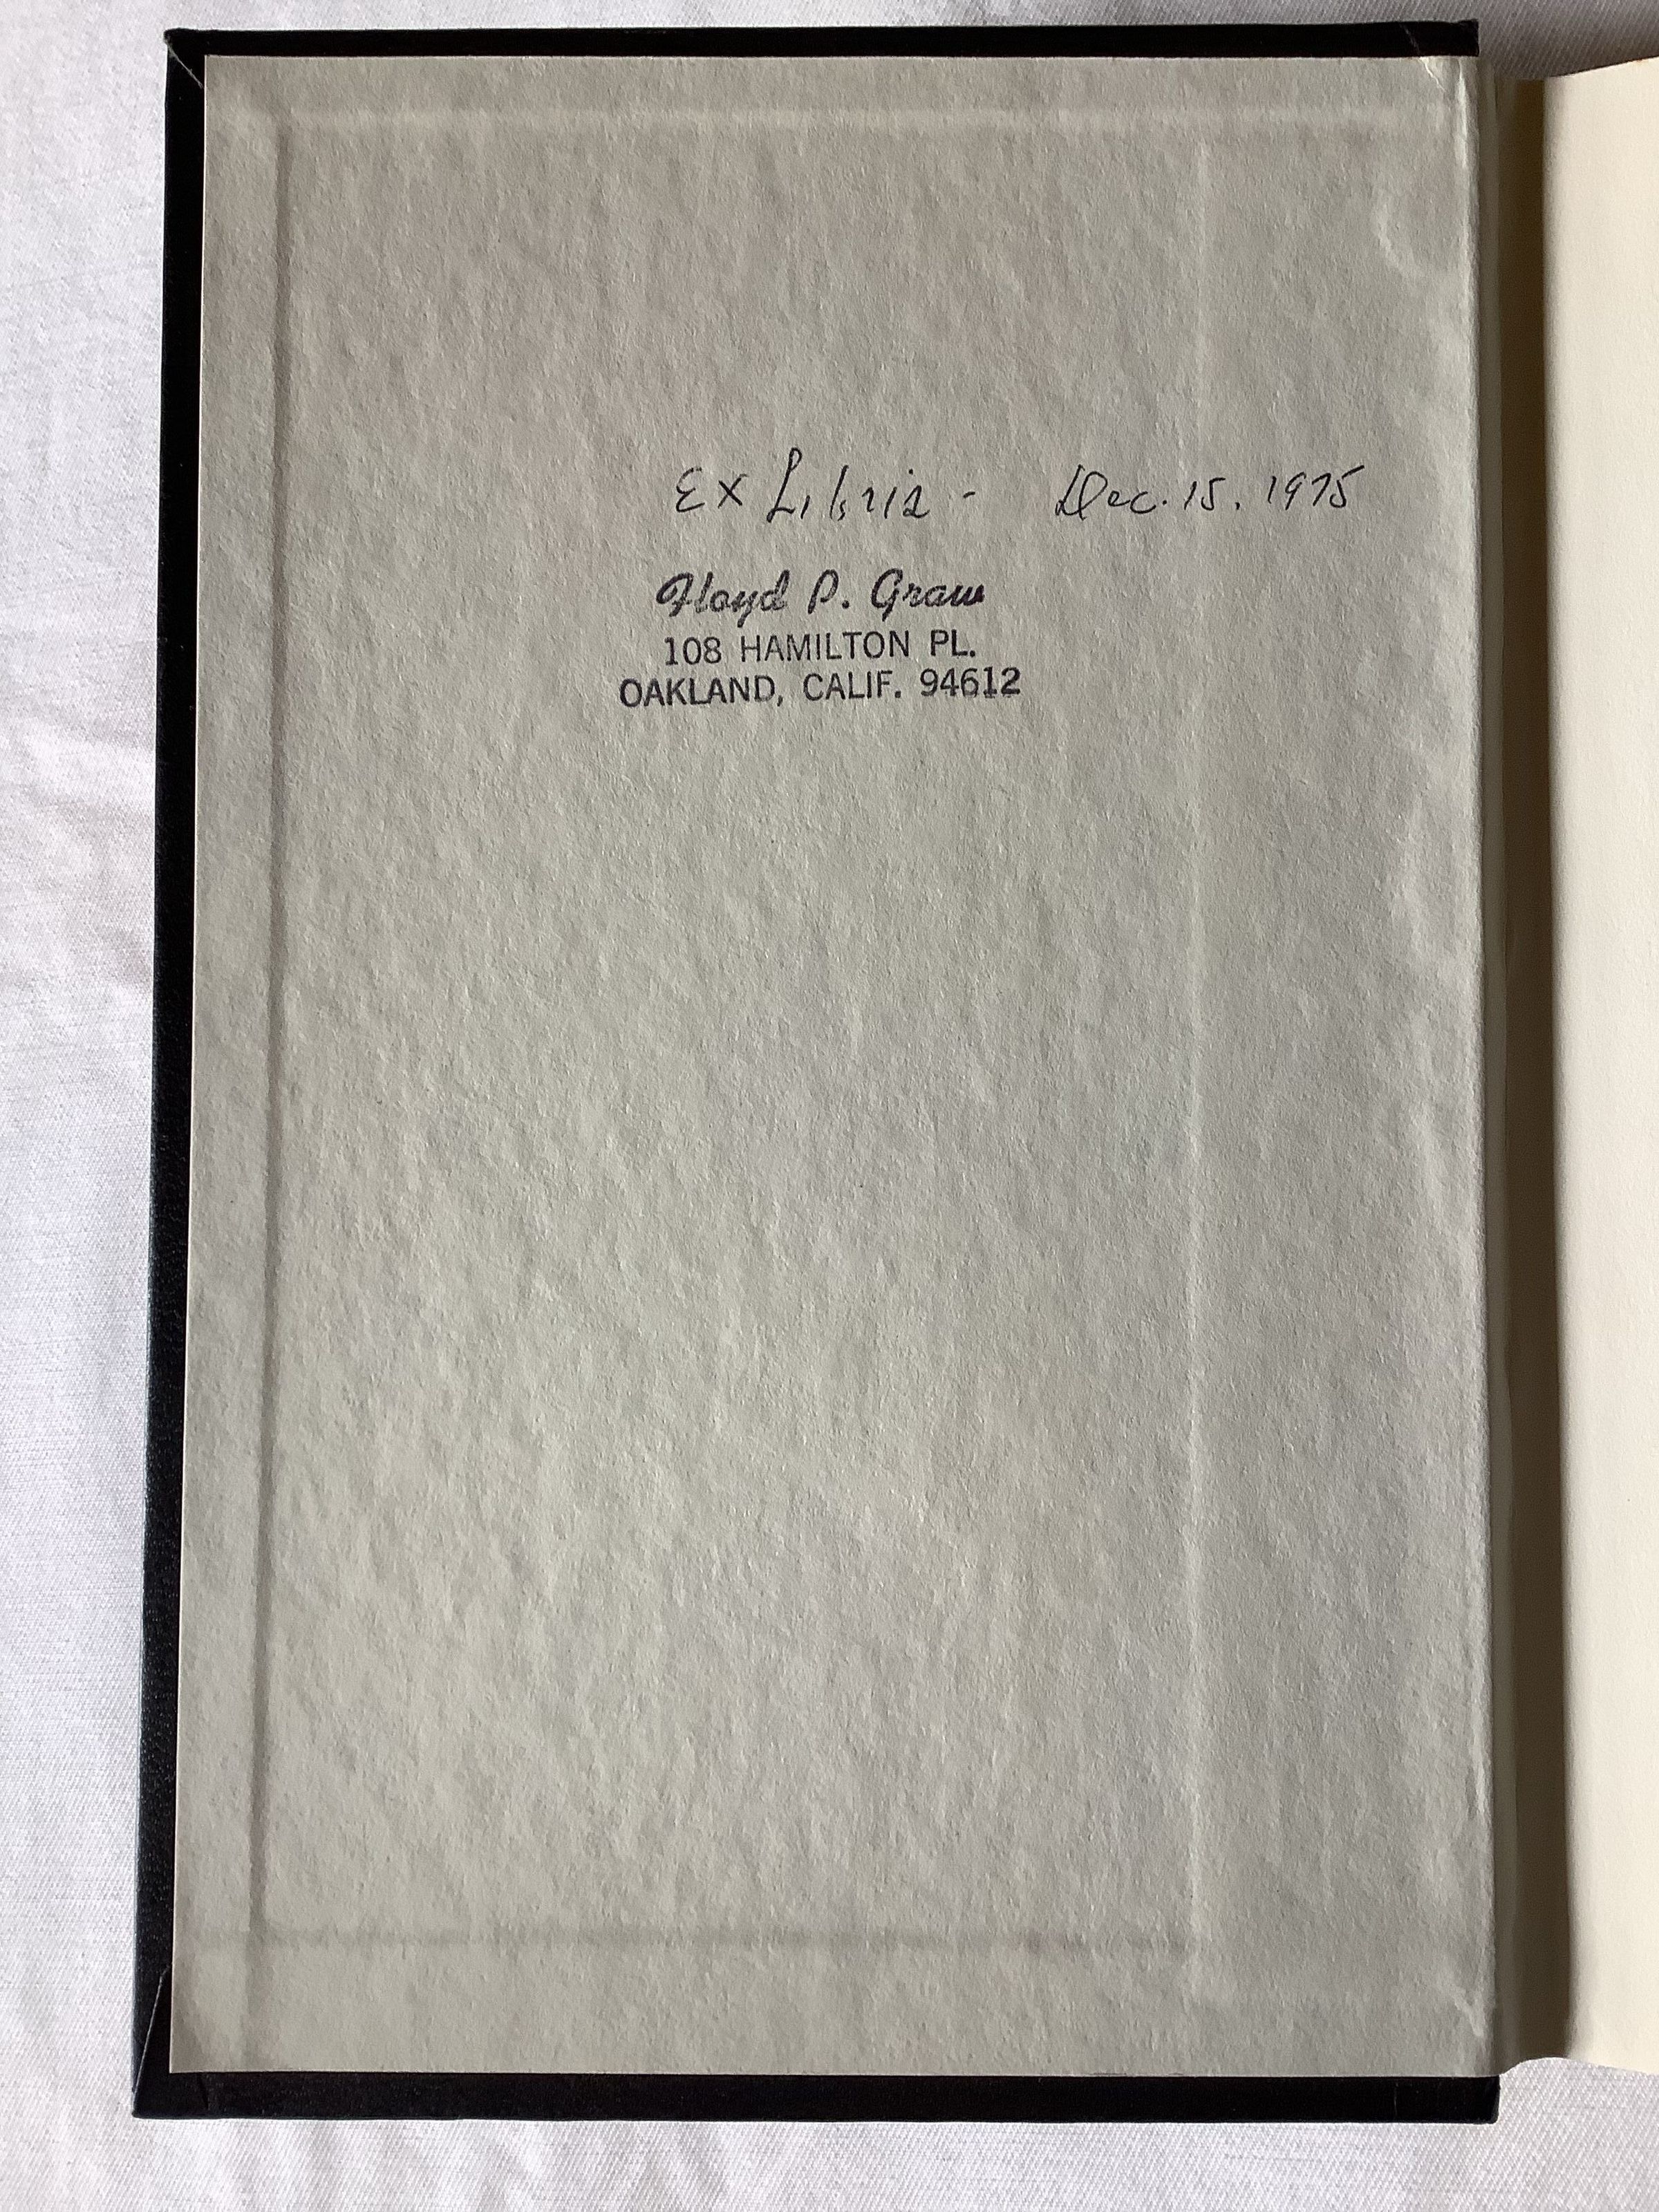 Ex Libris - Dec. 15, 1975
Floyd P. Graw
108 HAMILTON PL.
OAKLAND, CALIF. 94612